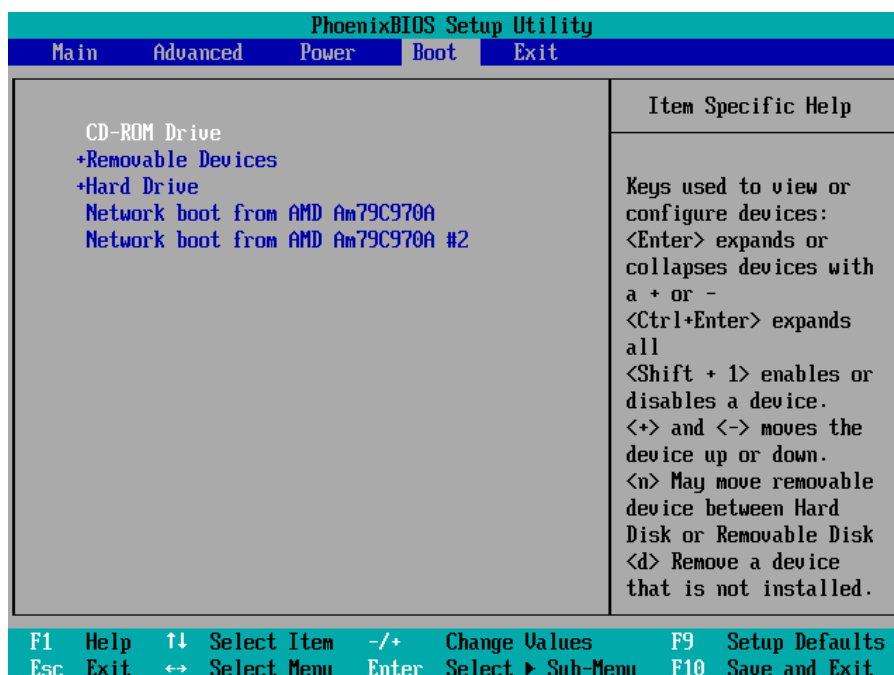 PhoenixBIOS Setup Utility
Main Advanced Power Boot Exit
CD-ROM Drive
+Removable Devices
+Hard Drive
Network boot from AMD Am79C970A
Network boot from AMD Am79C970A #2
Item Specific Help
Keys used to view or
configure devices:
<Enter> expands or
collapses devices with
a + or -
<Ctrl+Enter> expands
all
<Shift + 1> enables or
disables a device.
<+> and <-> moves the
device up or down.
<n> May move removable
device between Hard
Disk or Removable Disk
<d> Remove a device
that is not installed.
F1 Help ↑↓ Select Item -/+ Change Values F9 Setup Defaults
Esc Exit ↔ Select Menu Enter Select ▶ Sub-Menu F10 Save and Exit